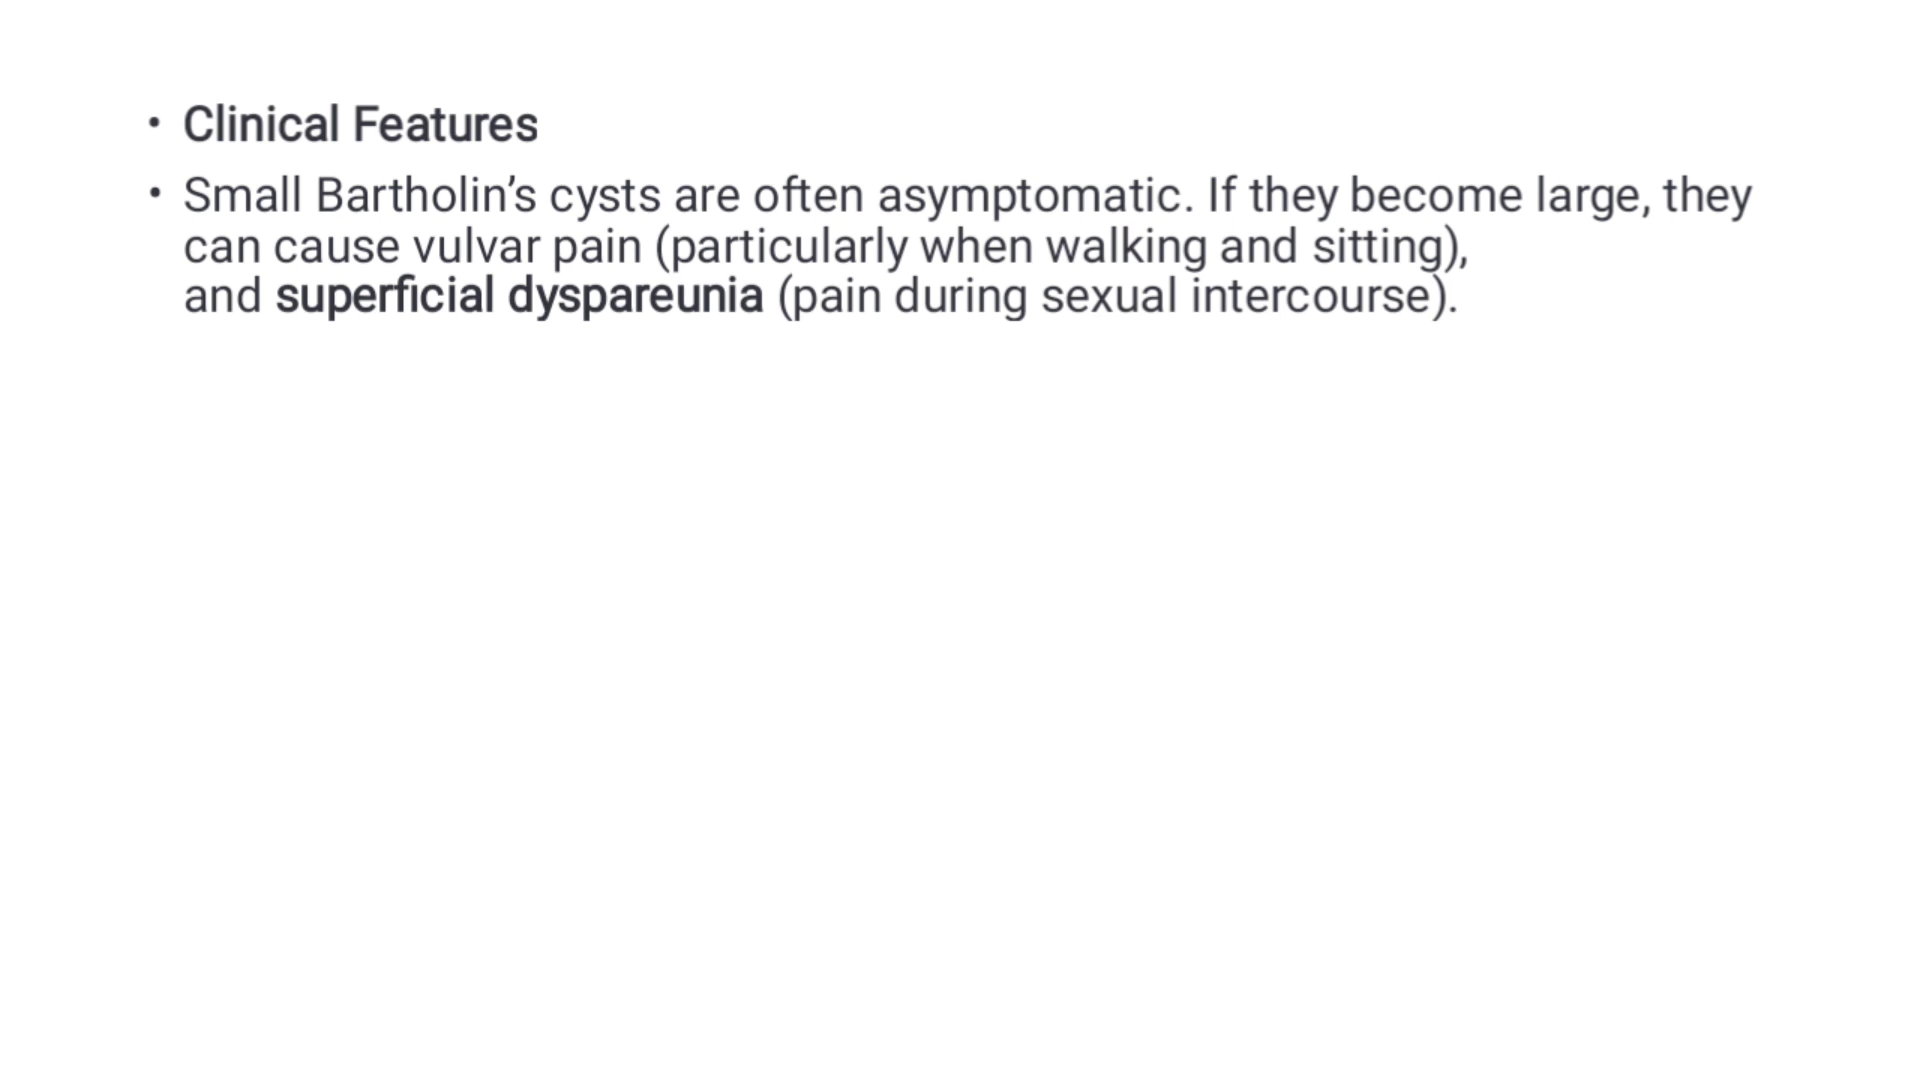 • Clinical Features
• Small Bartholin’s cysts are often asymptomatic. If they become large, they
can cause vulvar pain (particularly when walking and sitting),
and superficial dyspareunia (pain during sexual intercourse).